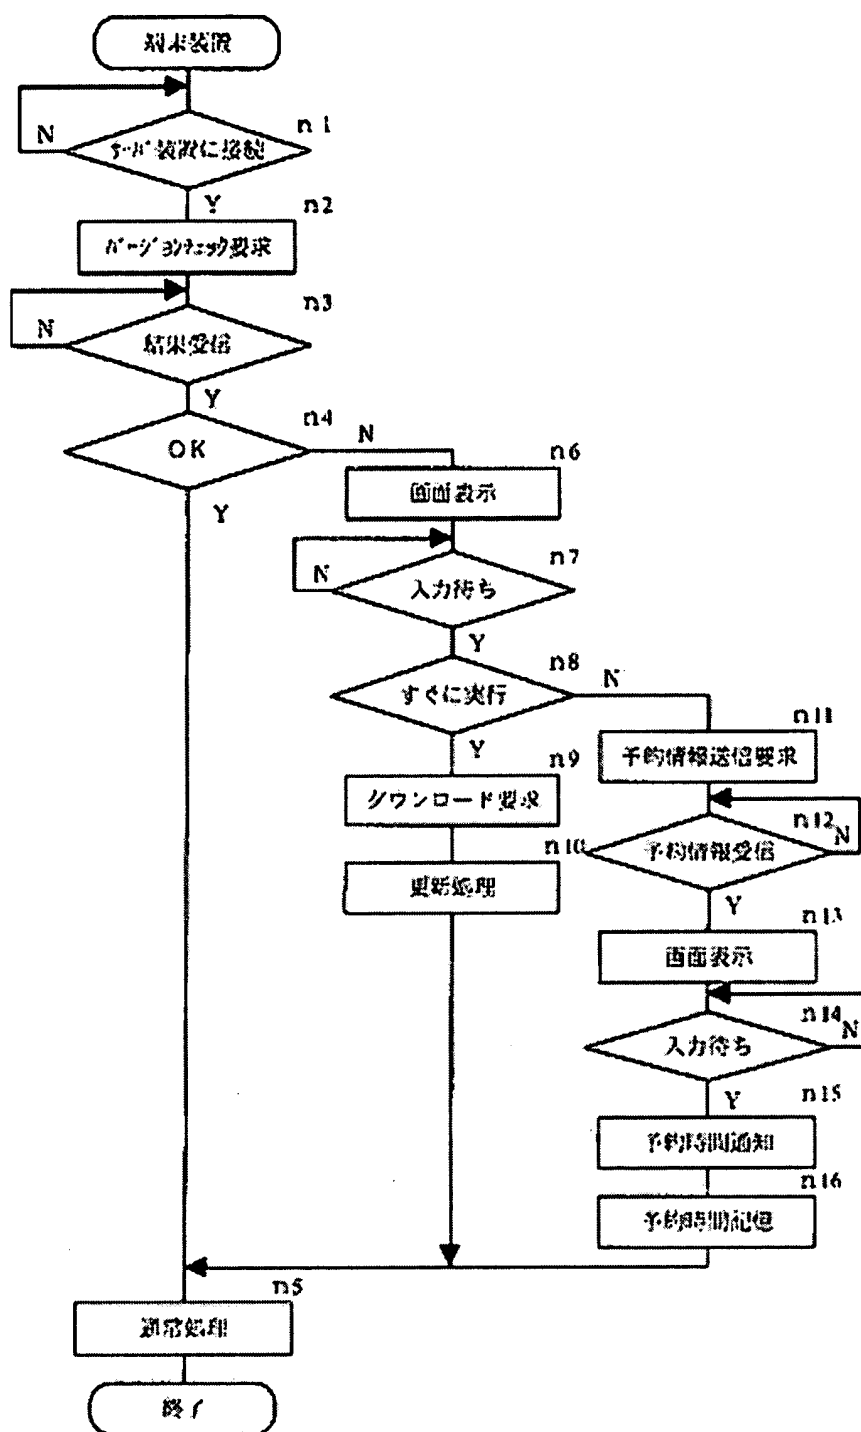 端末装置
n1
N
サーバ装置に接続
Y
n2
バージョンチェック要求
n3
N
結果受信
Y
n4
OK
N
Y
n6
画面表示
n7
N
入力待ち
Y
n8
すぐに実行
N
Y
n9
ダウンロード要求
n10
更新処理
n11
予約情報送信要求
n12
N
予約情報受信
Y
n13
画面表示
n14
N
入力待ち
Y
n15
予約時間通知
n16
予約時間記憶
n5
通常処理
終了